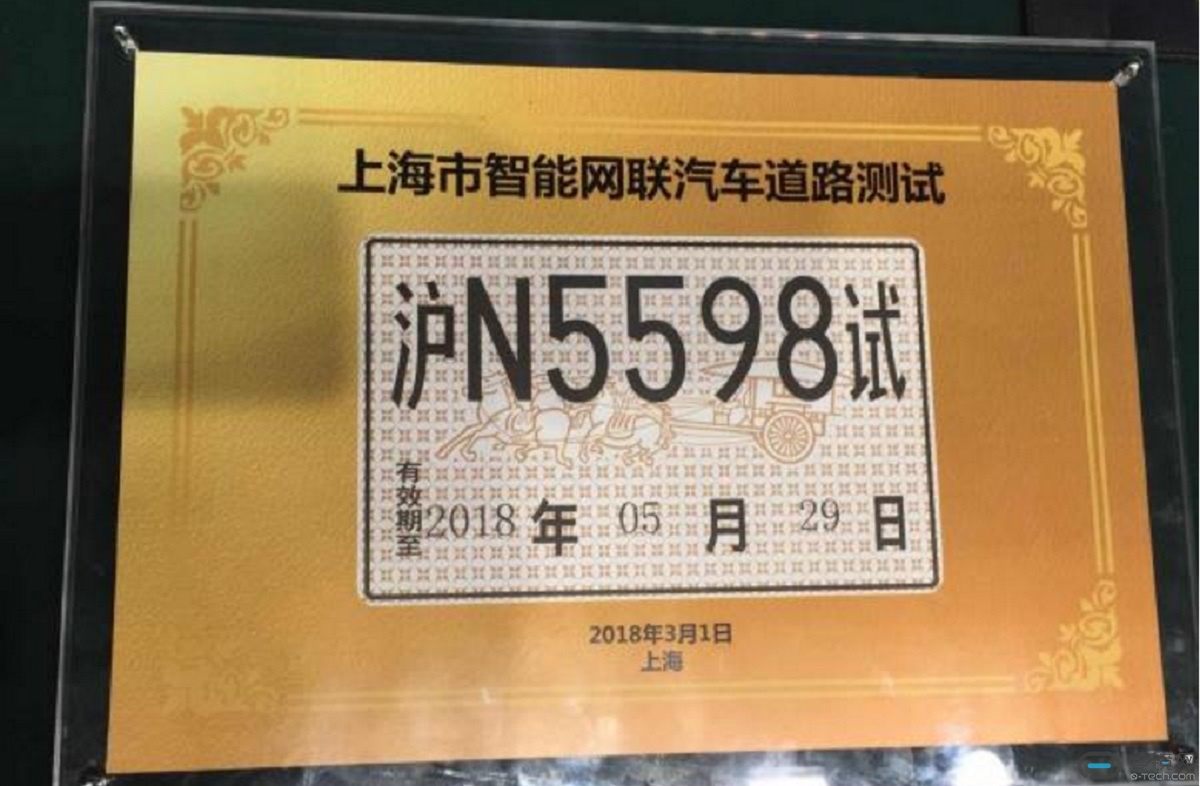 上海市智能网联汽车道路测试
沪N5598试
有效期至2018年05月29日
2018年3月1日
上海
o-tech.com